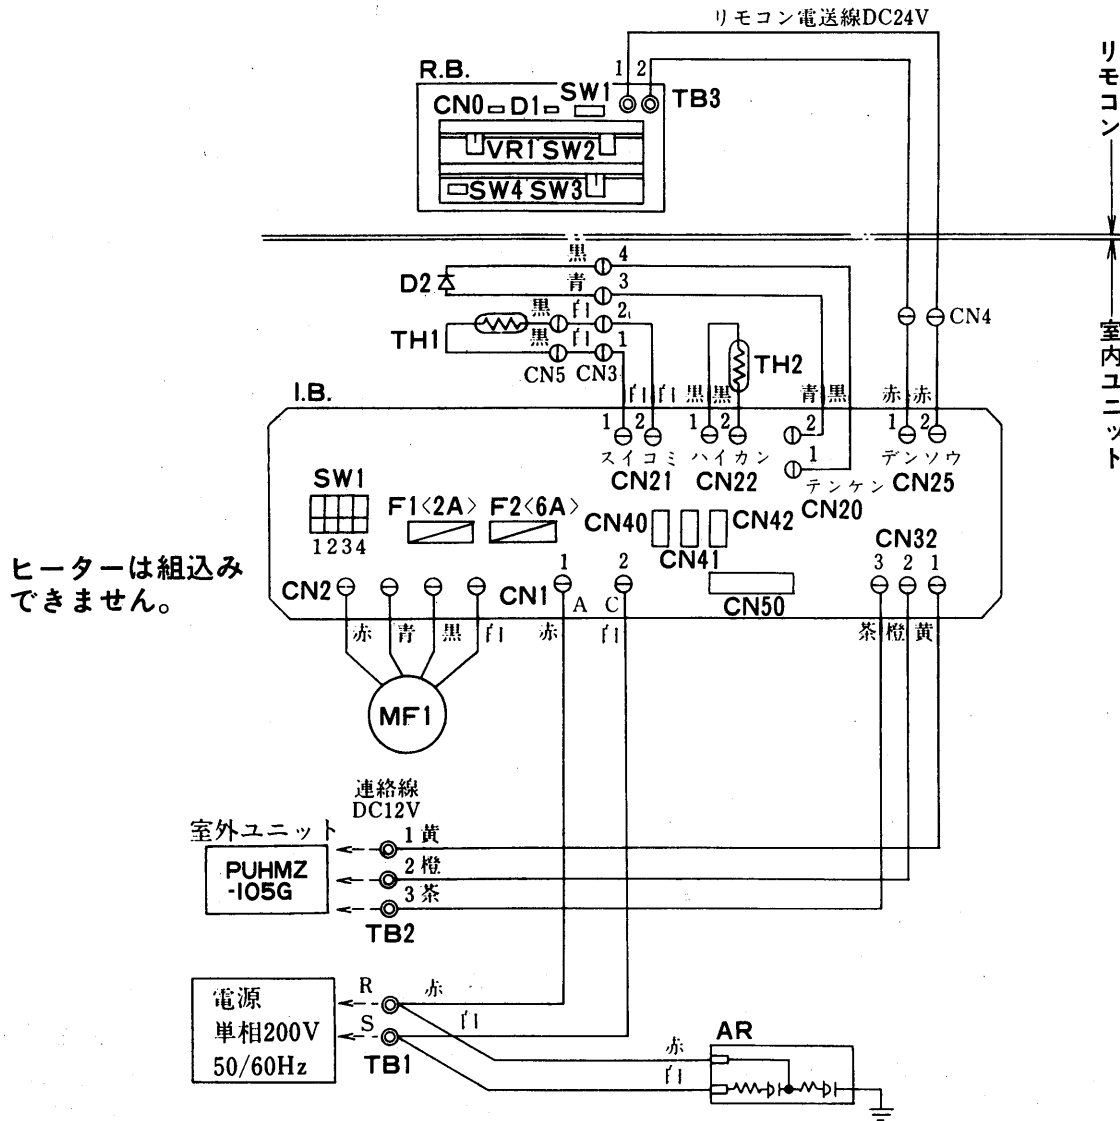 リモコン電送線DC24V
R.B.
CN0 D1 SW1 1 2 TB3
VR1 SW2
SW4 SW3
リモコン
室内ユニット
黒 4
D2 青 3
黒 白 2
TH1 黒 白 1
CN5 CN3
CN4
TH2
I.B.
白 白 黒 黒 青 黒 赤 赤
1 2 1 2 2 1 2
スイコミ ハイカン 1 デンソウ
CN21 CN22 テンケン CN25
CN20
SW1
1234
F1<2A> F2<6A>
CN40 CN42
CN41
CN32
3 2 1
CN2 CN1 1 2
A C
CN50
赤 青 黒 白 赤 白 茶 橙 黄
ヒーターは組込み
できません。
MF1
連絡線
DC12V
室外ユニット
PUHMZ
-105G
1 黄
2 橙
3 茶
TB2
電源
単相200V
50/60Hz
R 赤
S 白
TB1
AR
赤
白